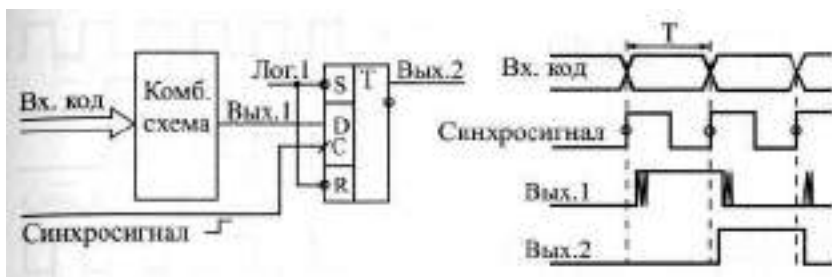 Вх. код
Комб.
схема
Вых.1
Лог.1
S
T
D
C
R
Вых.2
Синхросигнал
T
Вх. код
Синхросигнал
Вых.1
Вых.2